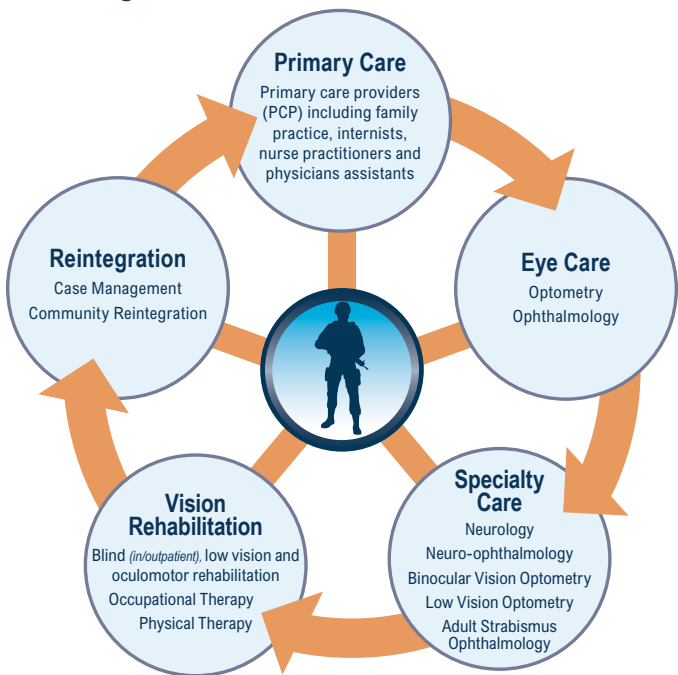 Primary Care
Primary care providers
(PCP) including family
practice, internists,
nurse practitioners and
physicians assistants
Eye Care
Optometry
Ophthalmology
Specialty
Care
Neurology
Neuro-ophthalmology
Binocular Vision Optometry
Low Vision Optometry
Adult Strabismus
Ophthalmology
Vision
Rehabilitation
Blind (in/outpatient), low vision and
oculomotor rehabilitation
Occupational Therapy
Physical Therapy
Reintegration
Case Management
Community Reintegration